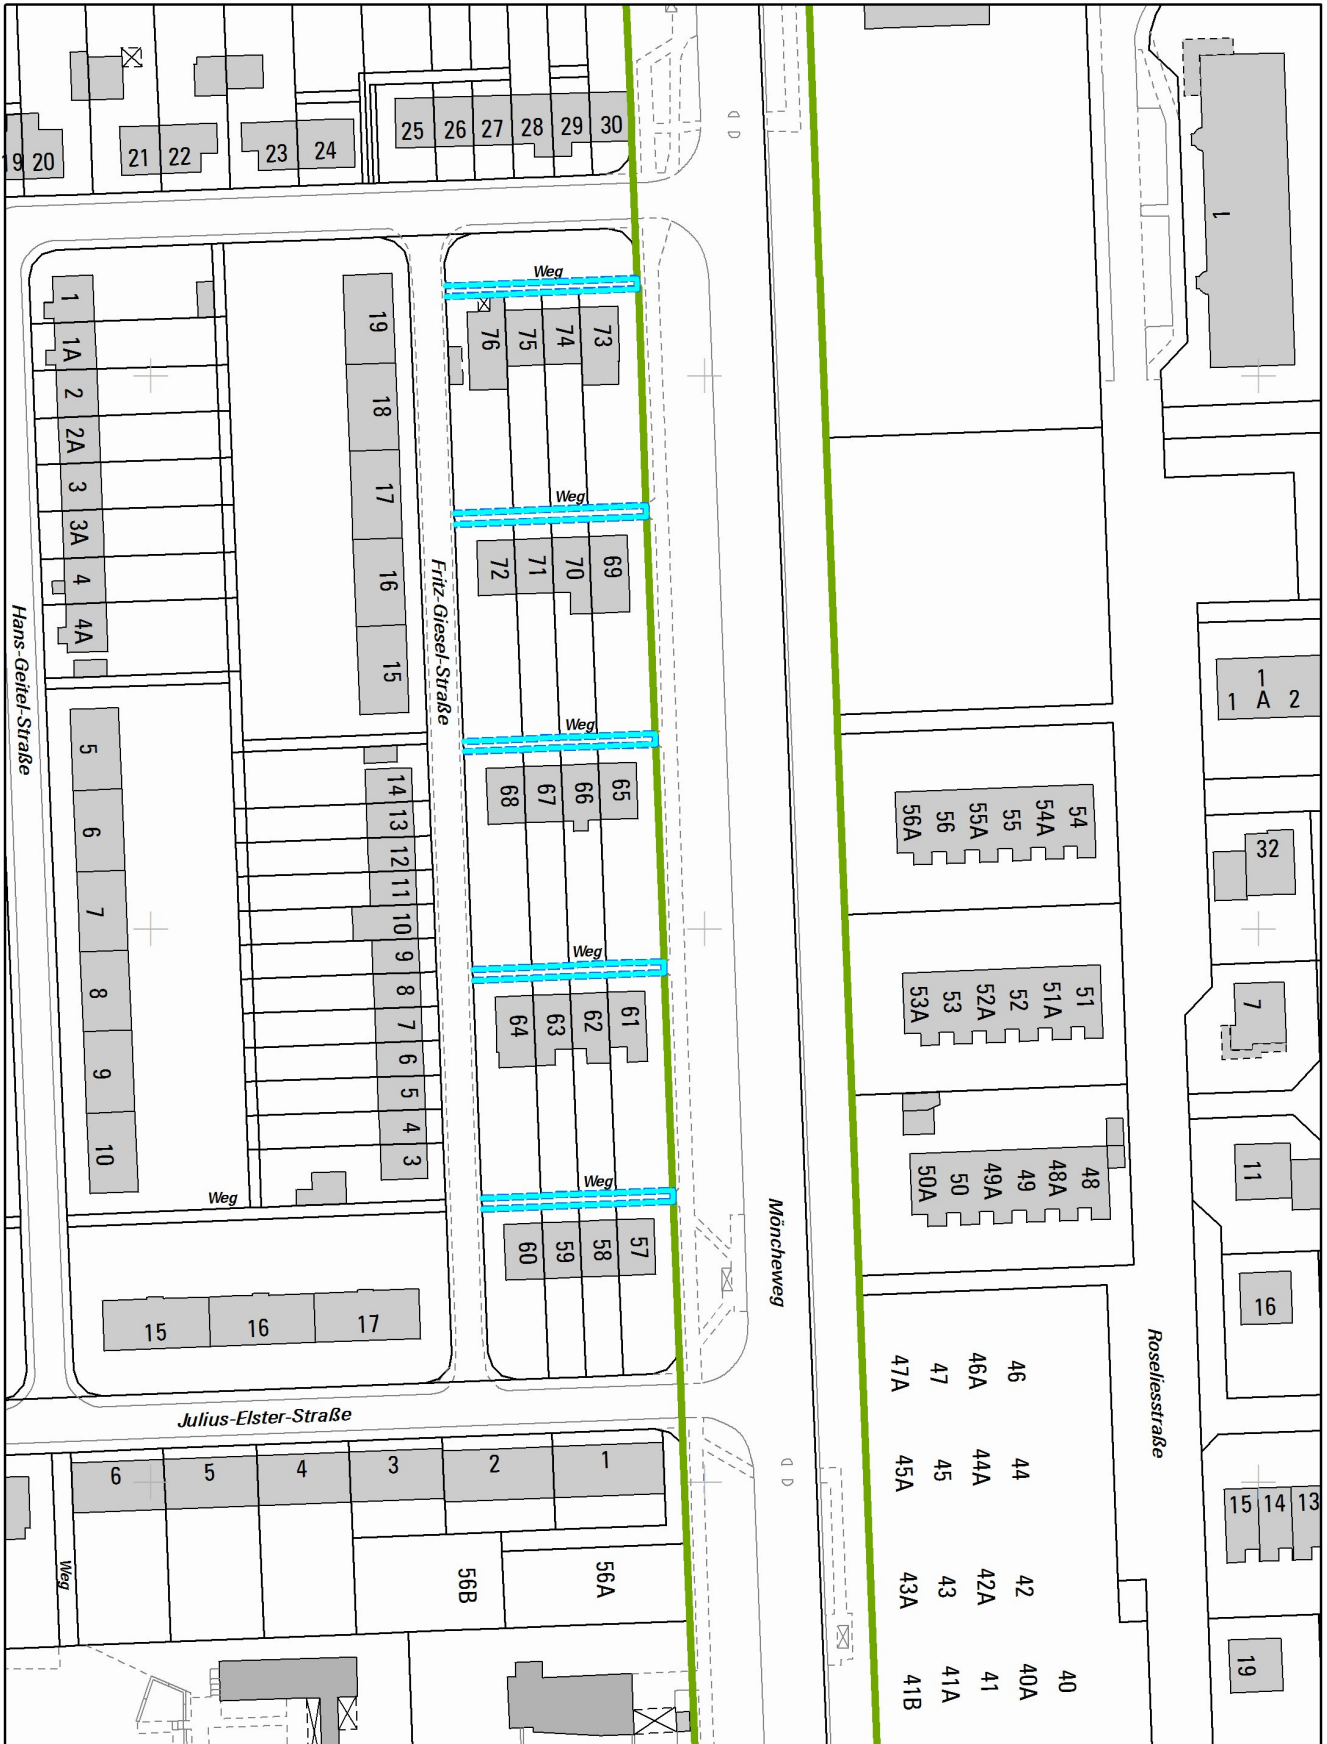 25 26 27 28 29 30
19 20 21 22 23 24
1
Weg
76 75 74 73
1
1A
2
2A
3
3A
4
4A
19
18
17
16
15
Weg
72 71 70 69
Fritz-Giesel-Straße
Hans-Geitel-Straße
Weg
68 67 66 65
5
6
7
8
9
10
14
13
12
11
10
9
8
7
6
5
4
3
Weg
64 63 62 61
Weg
60 59 58 57
Weg
15 16 17
Julius-Elster-Straße
6 5 4 3 2 1
Weg
56B 56A
Möncheweg
1
1 A 2
56A 56 55A 55 54A 54
32
53A 53 52A 52 51A 51
7
50A 50 49A 49 48A 48
11
16
Roseliesstraße
47A 47 46A 46
45A 45 44A 44
15 14 13
43A 43 42A 42
41B 41A 41 40A 40
19